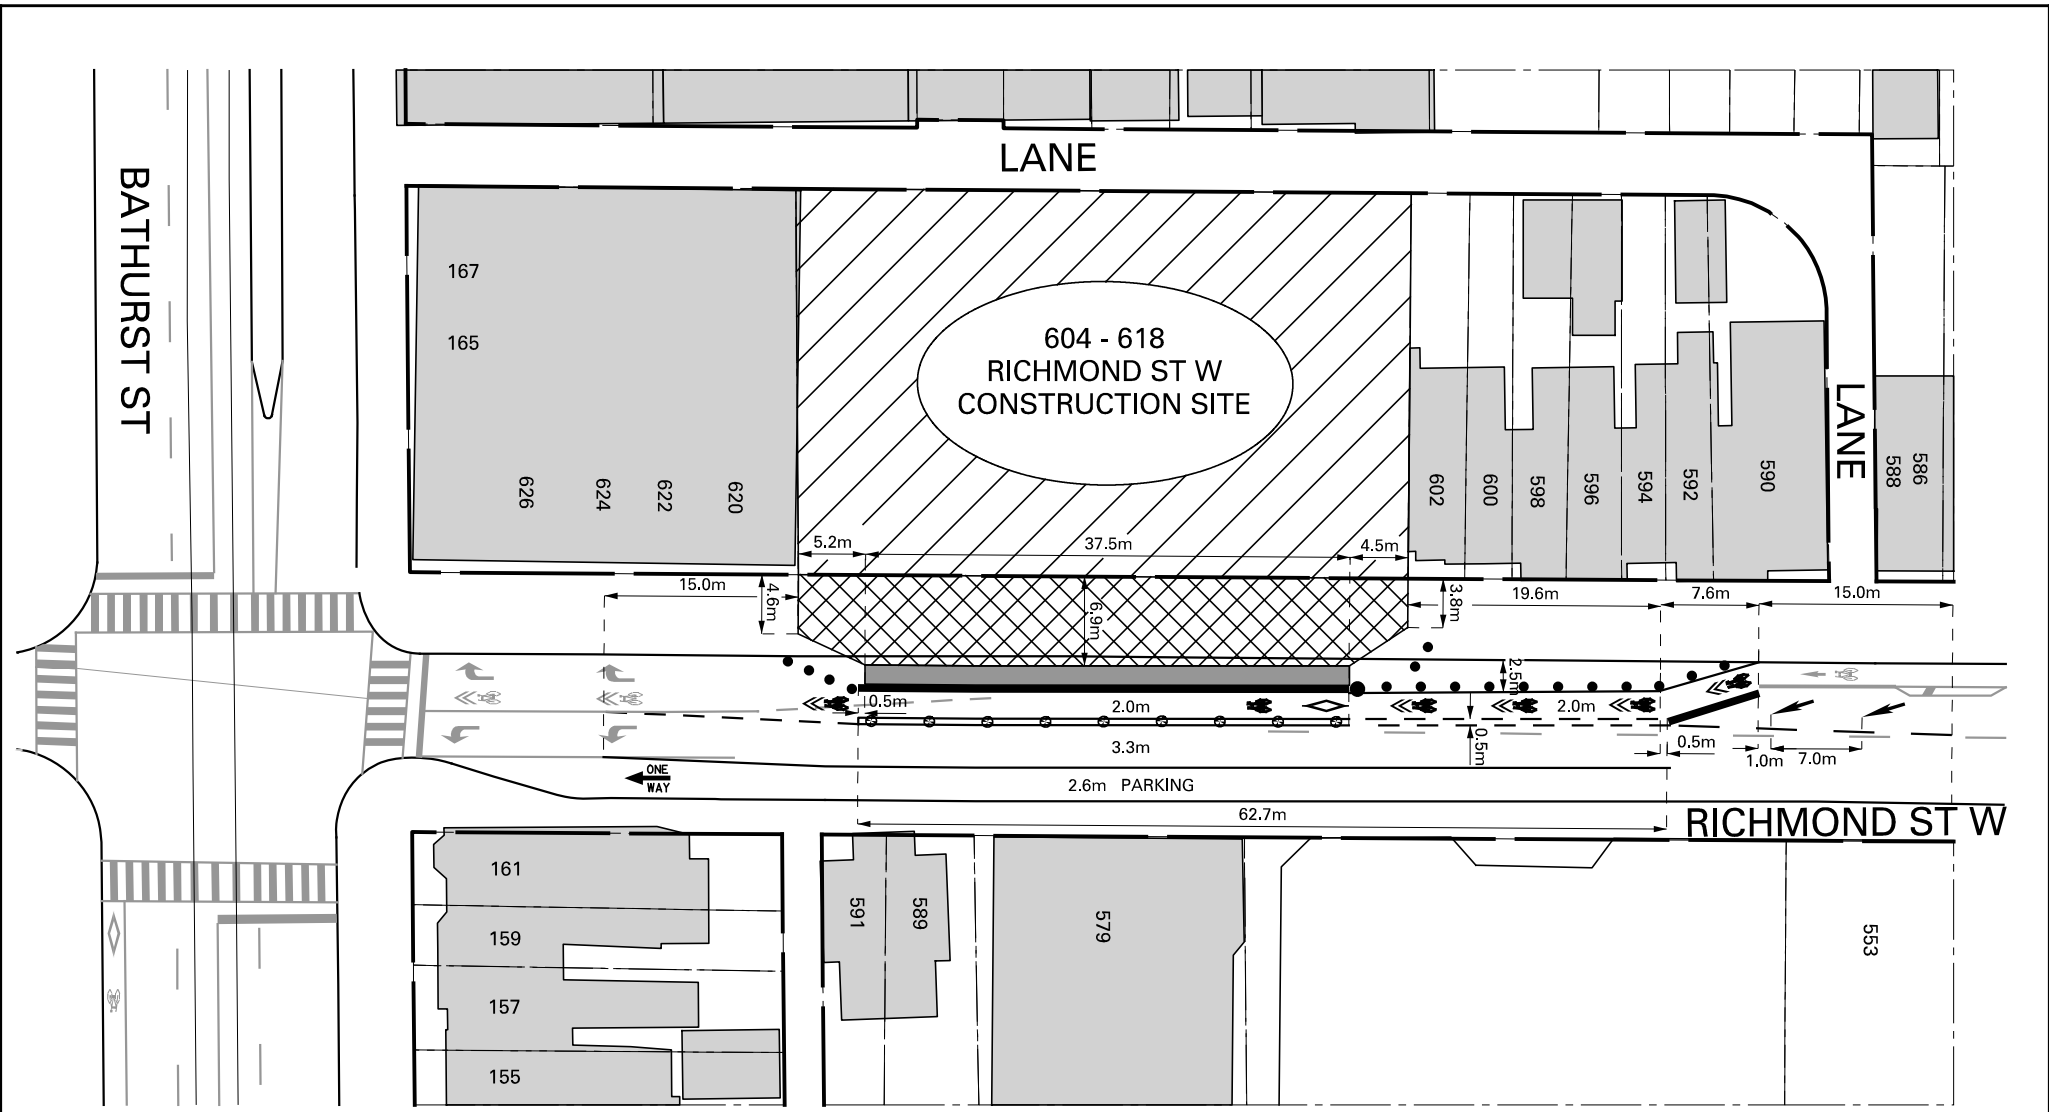 LANE
BATHURST ST
167
165
626
624
622
620
604 - 618
RICHMOND ST W
CONSTRUCTION SITE
602
600
598
596
594
592
590
LANE
588
586
5.2m
37.5m
4.5m
15.0m
4.6m
6.9m
3.8m
19.6m
7.6m
15.0m
2.5m
0.5m
2.0m
2.0m
0.5m
0.5m
1.0m
7.0m
3.3m
ONE
WAY
2.6m PARKING
62.7m
RICHMOND ST W
161
159
157
155
591
589
579
553